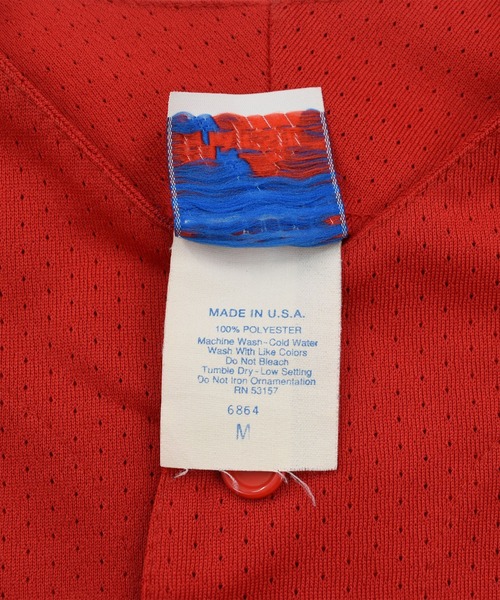 MADE IN U.S.A.
100% POLYESTER
Machine Wash-Cold Water
Wash With Like Colors
Do Not Bleach
Tumble Dry-Low Setting
Do Not Iron Ornamentation
RN 53157
6864
M